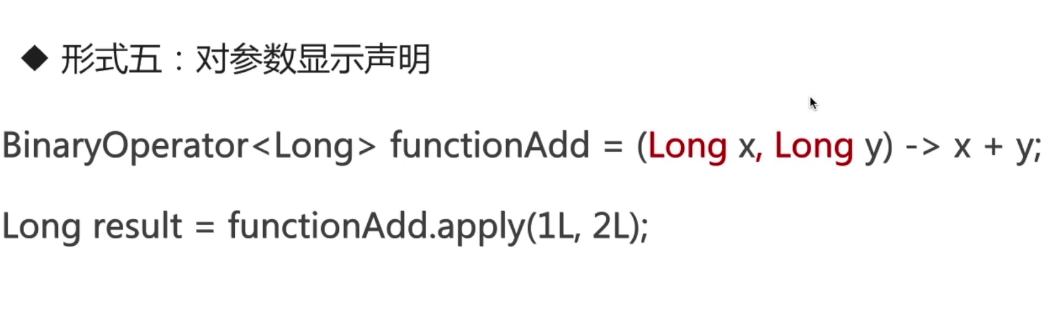 ◆ 形式五：对参数显示声明
BinaryOperator<Long> functionAdd = (Long x, Long y) -> x + y;
Long result = functionAdd.apply(1L, 2L);